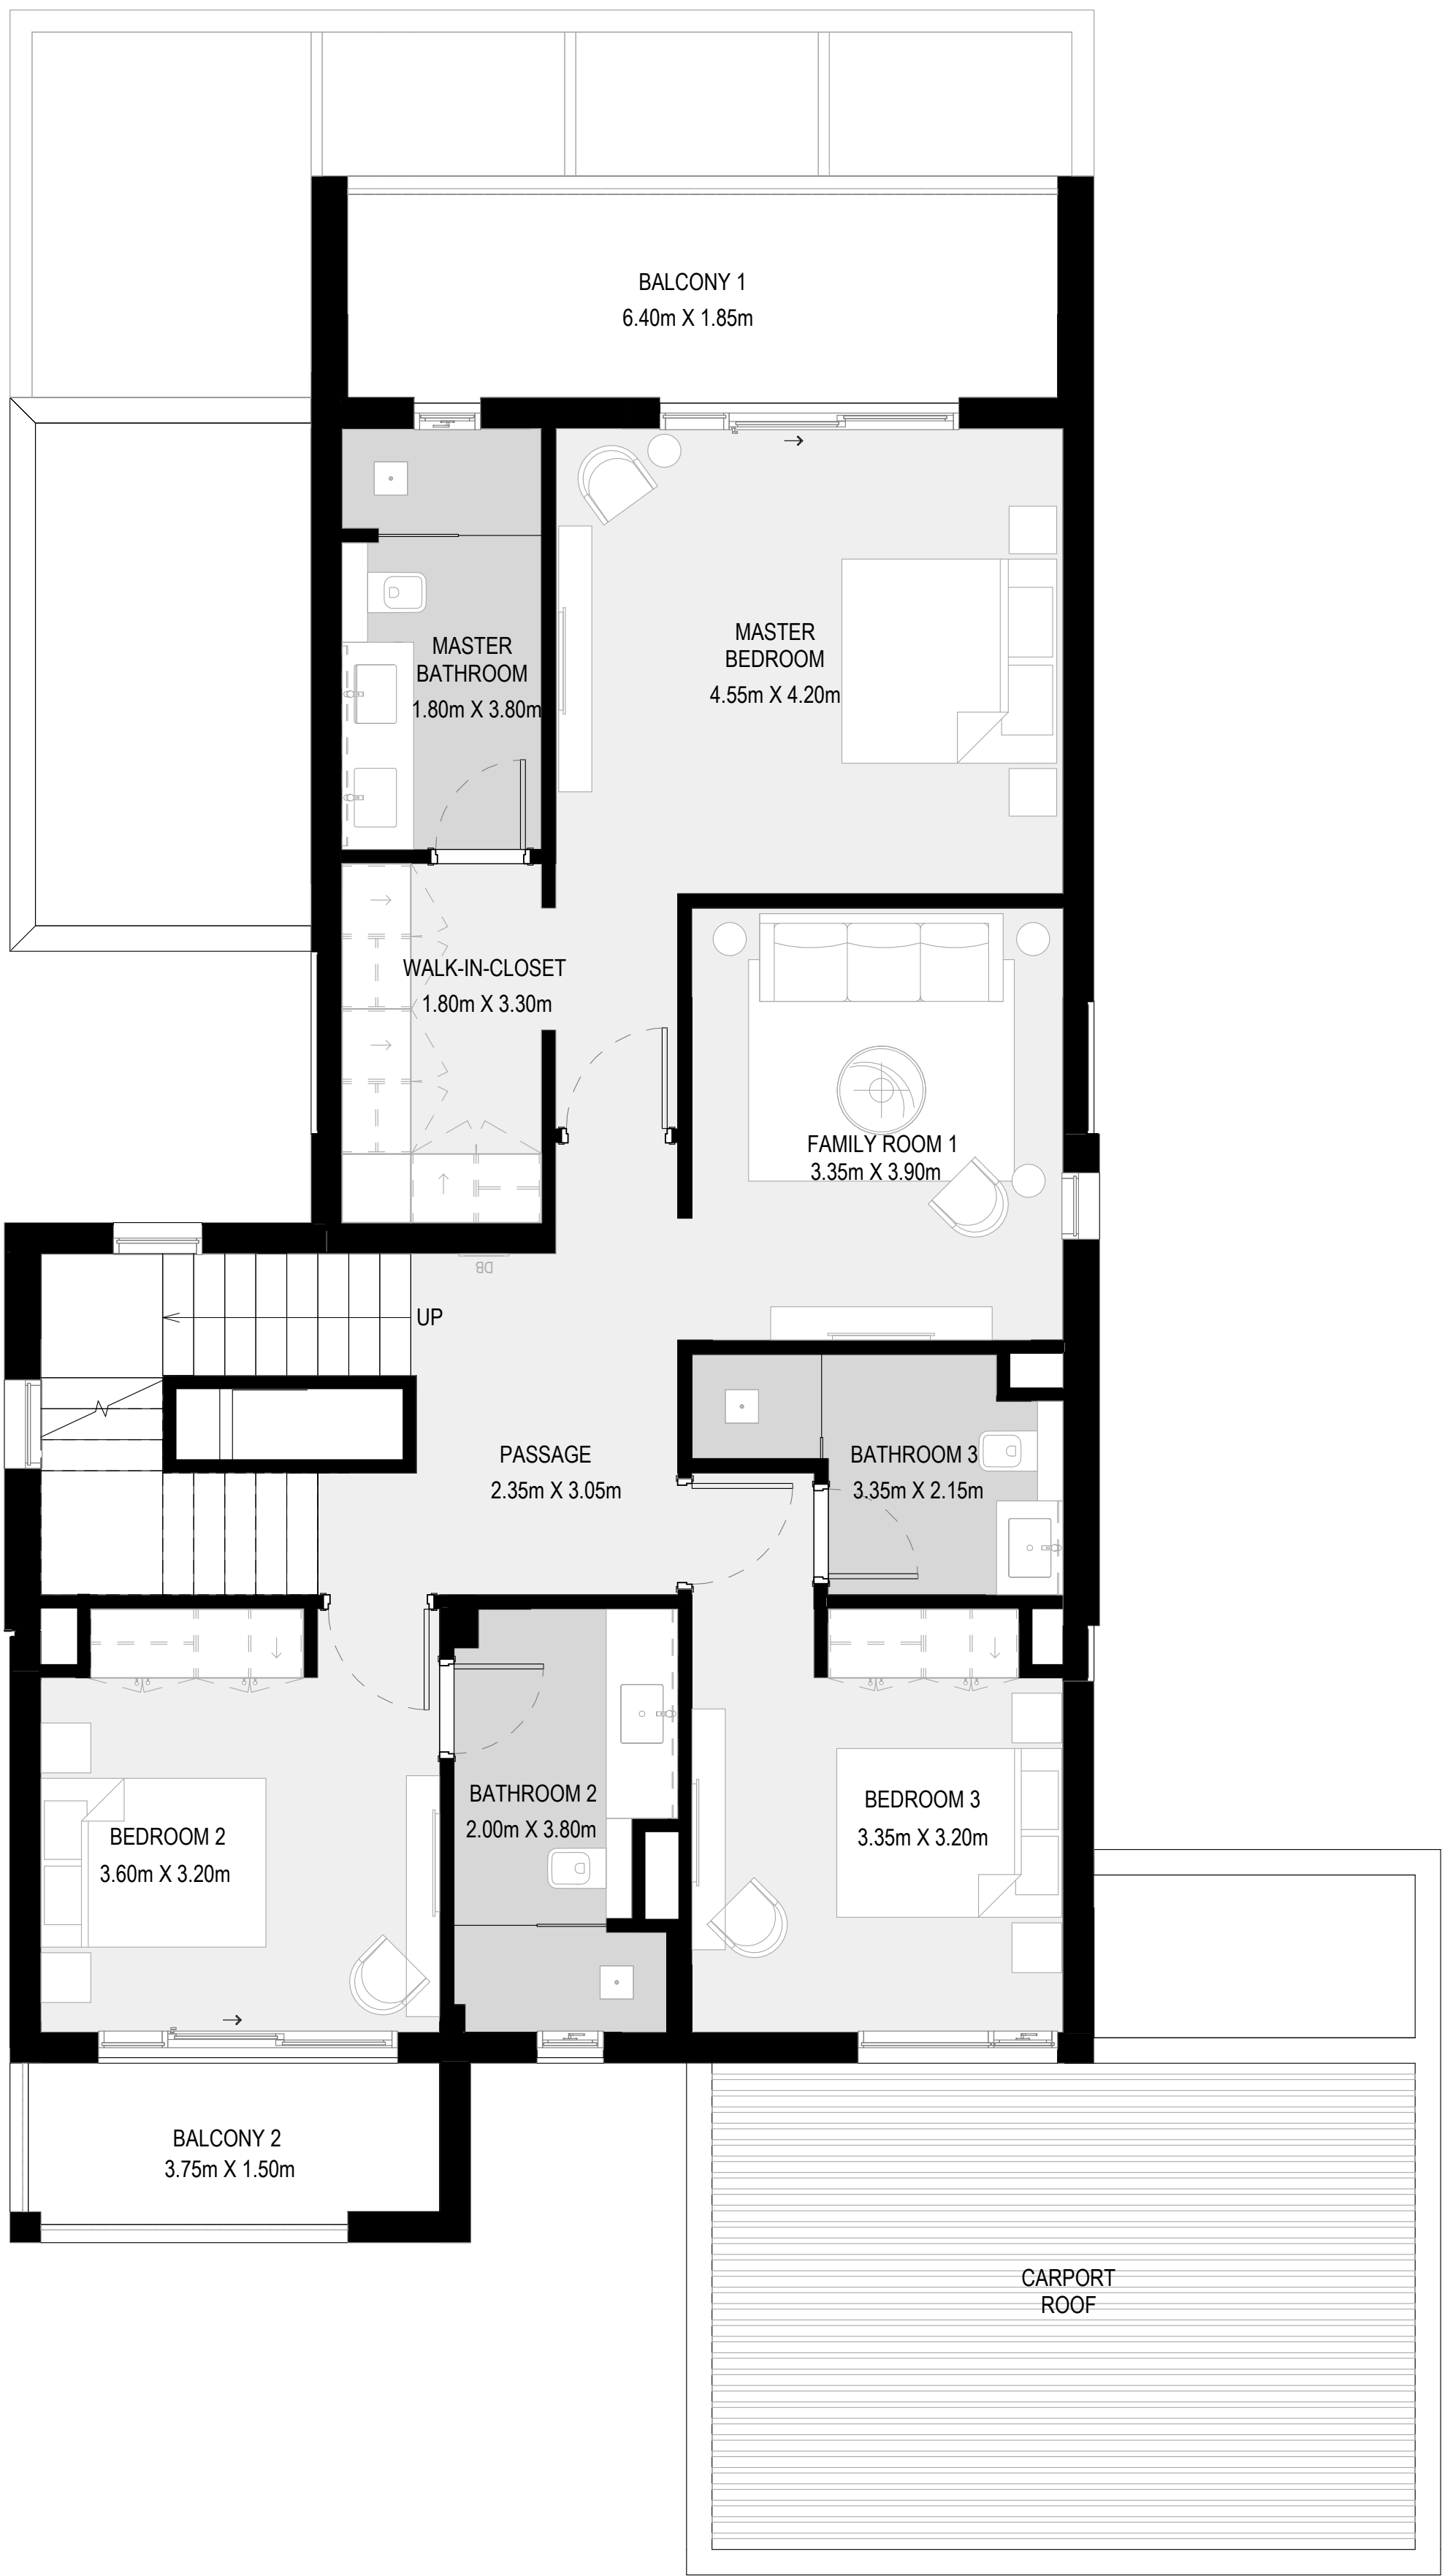 BALCONY 1
6.40m X 1.85m
MASTER
BATHROOM
1.80m X 3.80m
MASTER
BEDROOM
4.55m X 4.20m
WALK-IN-CLOSET
1.80m X 3.30m
FAMILY ROOM 1
3.35m X 3.90m
DB
UP
PASSAGE
2.35m X 3.05m
BATHROOM 3
3.35m X 2.15m
BATHROOM 2
2.00m X 3.80m
BEDROOM 3
3.35m X 3.20m
BEDROOM 2
3.60m X 3.20m
BALCONY 2
3.75m X 1.50m
CARPORT
ROOF